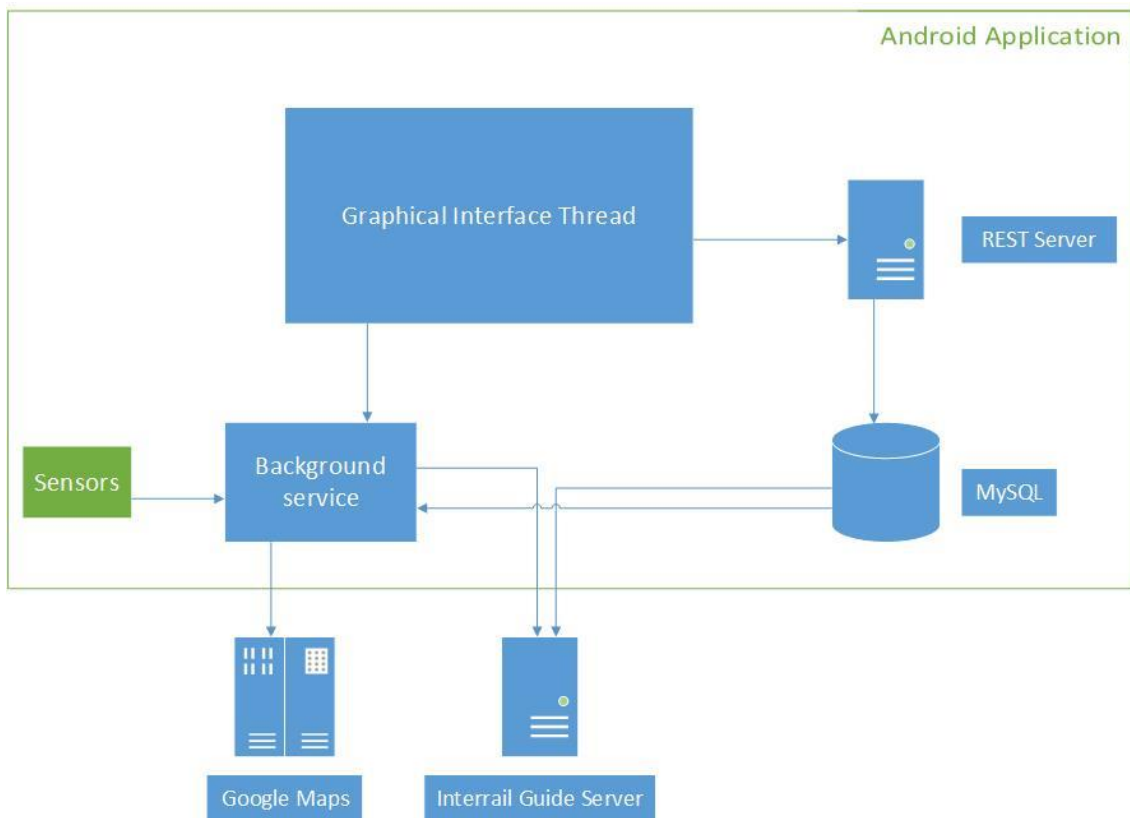 Android Application
Graphical Interface Thread
REST Server
Sensors
Background
service
MySQL
Google Maps
Interrail Guide Server